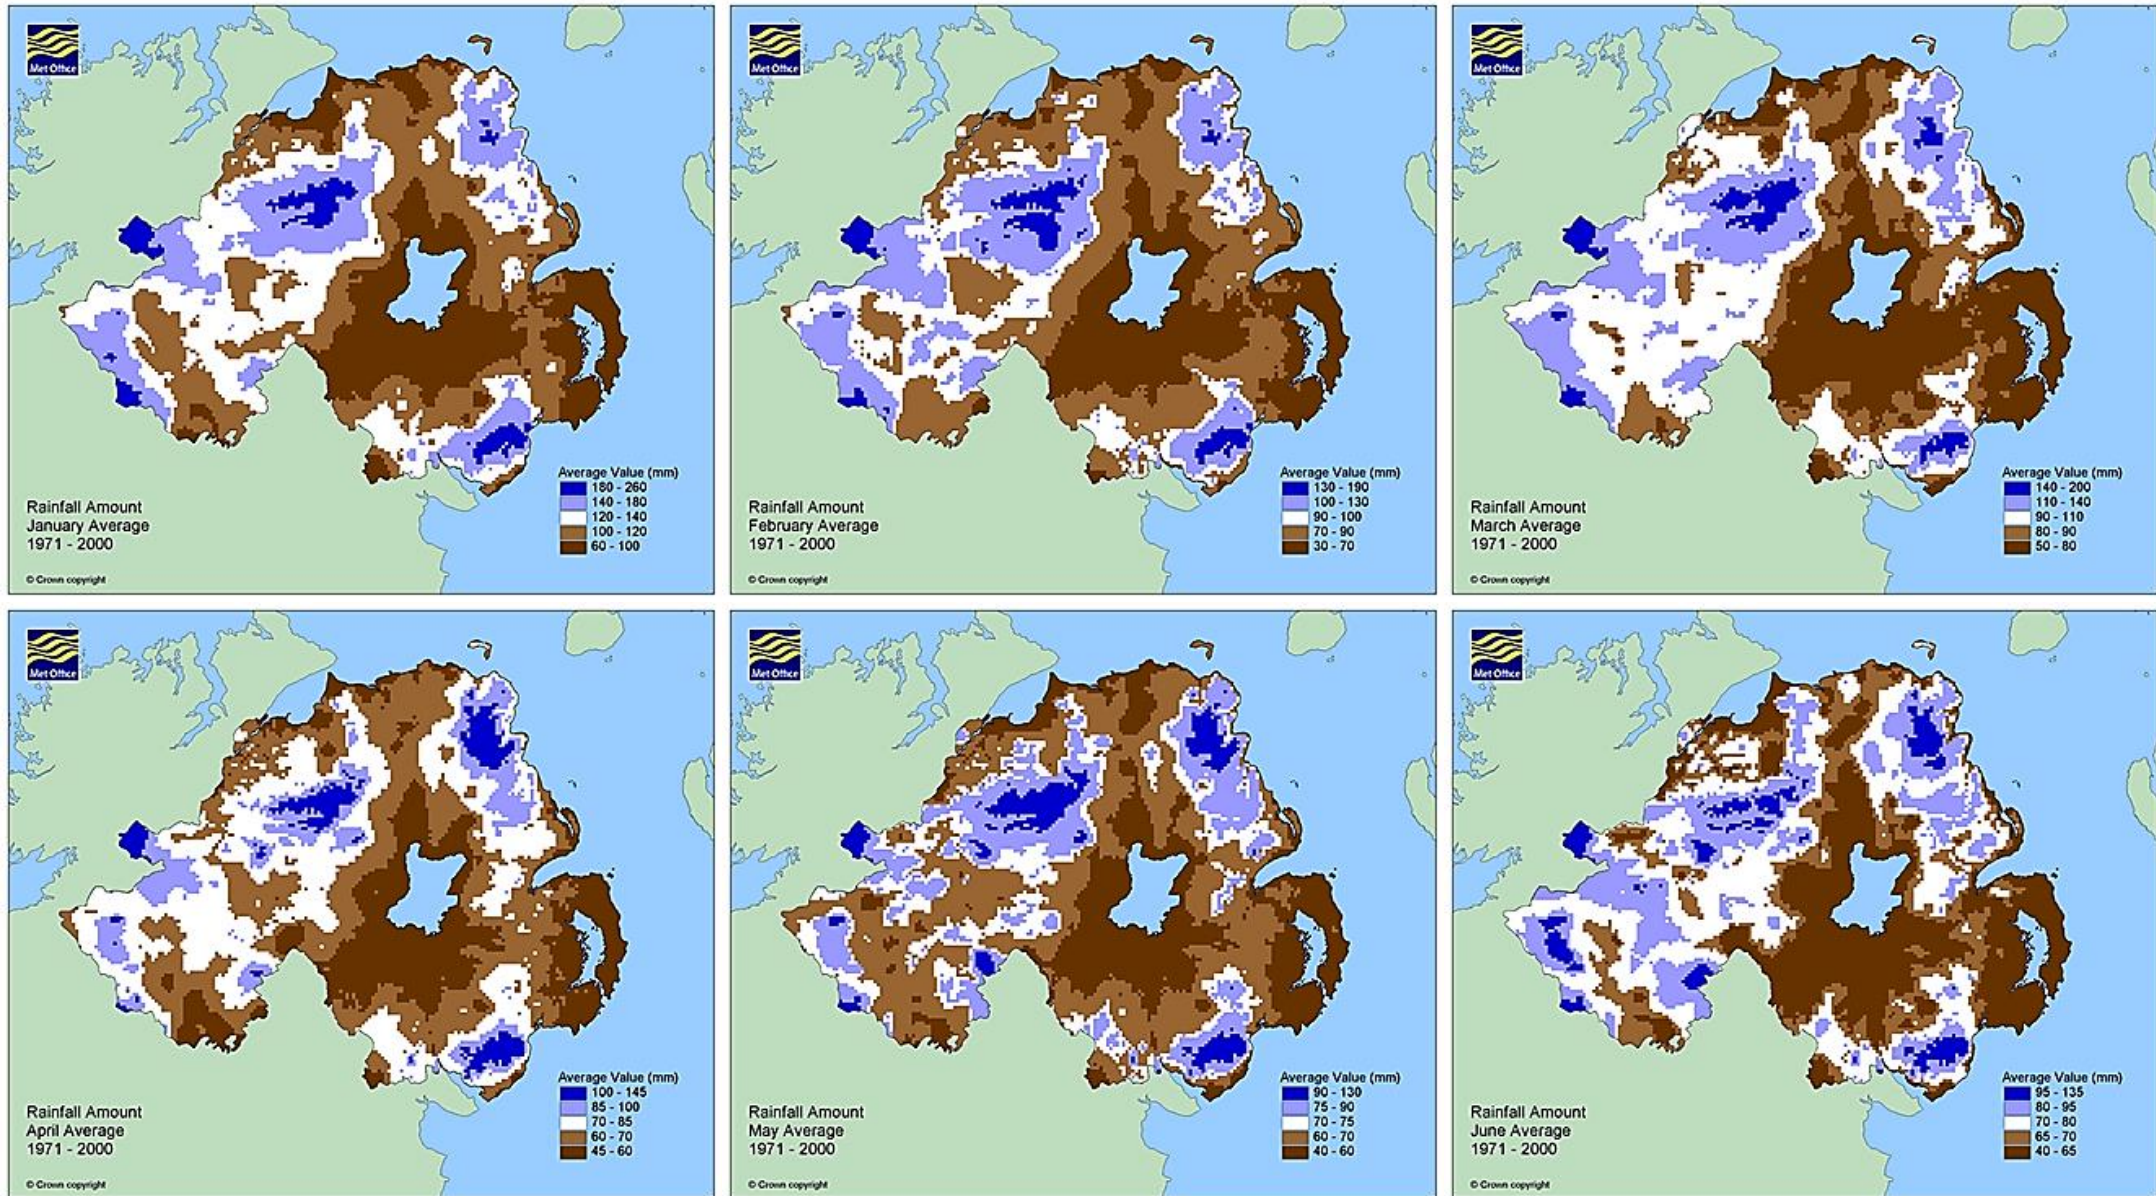 Met Office
Average Value (mm)
180 - 260
140 - 180
120 - 140
100 - 120
60 - 100
Rainfall Amount
January Average
1971 - 2000
© Crown copyright
Met Office
Average Value (mm)
130 - 190
100 - 130
90 - 100
70 - 90
30 - 70
Rainfall Amount
February Average
1971 - 2000
© Crown copyright
Met Office
Average Value (mm)
140 - 200
110 - 140
90 - 110
80 - 90
50 - 80
Rainfall Amount
March Average
1971 - 2000
© Crown copyright
Met Office
Average Value (mm)
100 - 145
85 - 100
70 - 85
60 - 70
45 - 60
Rainfall Amount
April Average
1971 - 2000
© Crown copyright
Met Office
Average Value (mm)
90 - 130
75 - 90
70 - 75
60 - 70
40 - 60
Rainfall Amount
May Average
1971 - 2000
© Crown copyright
Met Office
Average Value (mm)
95 - 135
80 - 95
70 - 80
65 - 70
40 - 65
Rainfall Amount
June Average
1971 - 2000
© Crown copyright